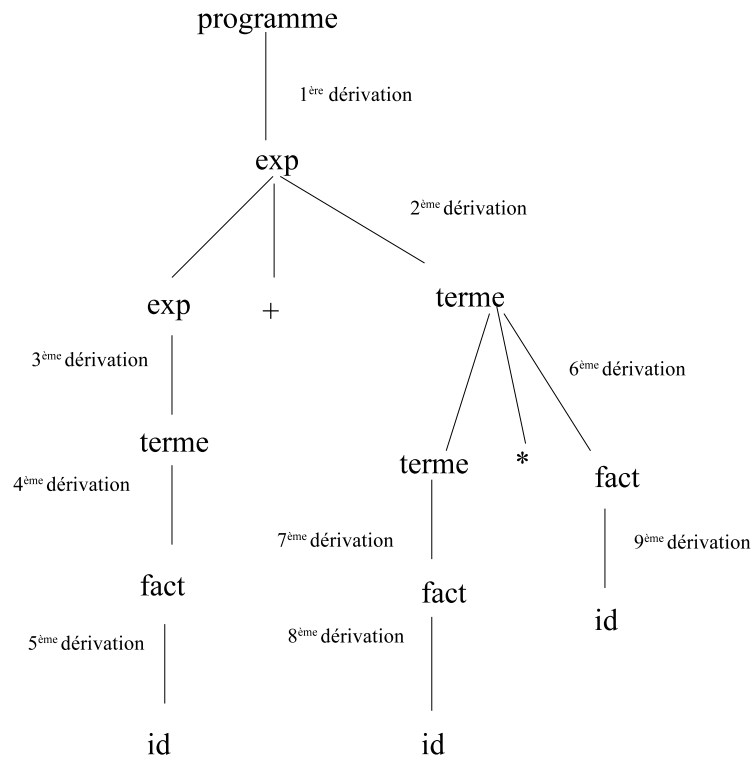 programme
1ère dérivation
exp
2ème dérivation
exp + terme
3ème dérivation
6ème dérivation
terme
terme * fact
4ème dérivation
7ème dérivation
9ème dérivation
fact
fact
id
5ème dérivation
8ème dérivation
id
id